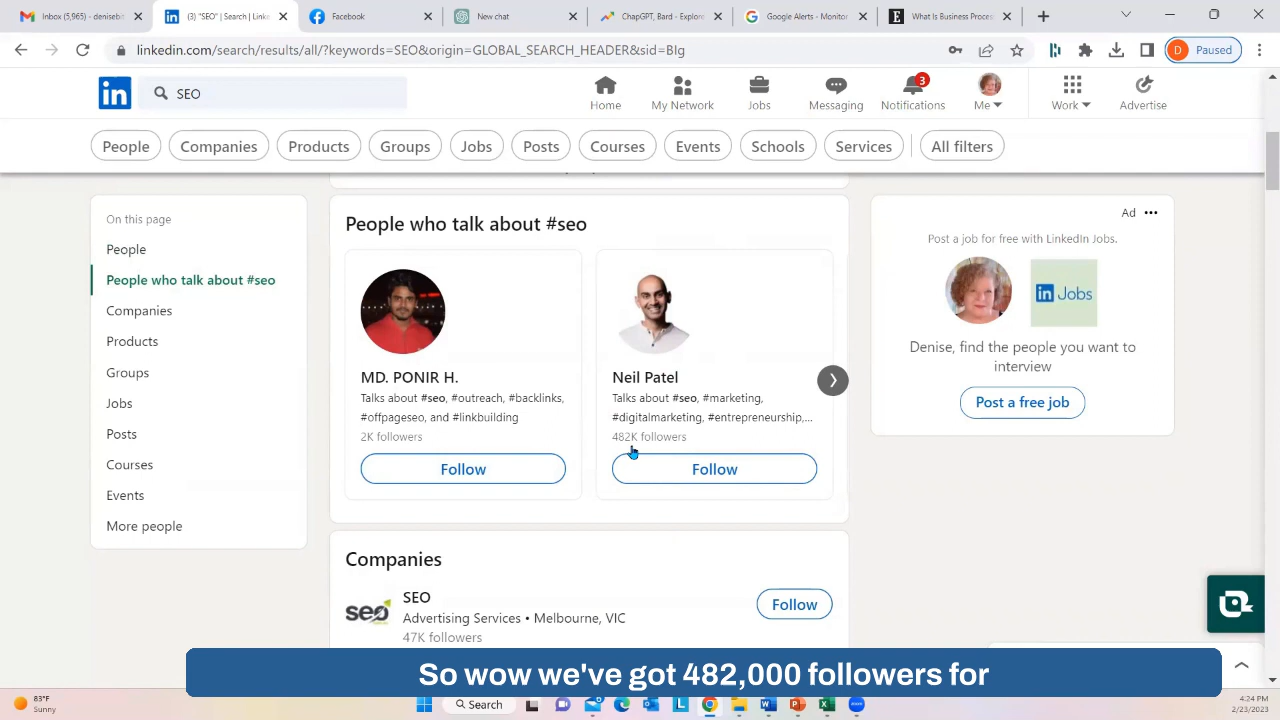 Inbox (5,965) - denisebi
(3) "SEO" | Search | Linke
Facebook
New chat
ChapGPT, Bard - Explore
Google Alerts - Monitor
What Is Business Proces
linkedin.com/search/results/all/?keywords=SEO&origin=GLOBAL_SEARCH_HEADER&sid=BIg
D Paused
in SEO
Home
My Network
Jobs
Messaging
3
Notifications
Me
Work
Advertise
People
Companies
Products
Groups
Jobs
Posts
Courses
Events
Schools
Services
All filters
On this page
People
People who talk about #seo
Companies
Products
Groups
Jobs
Posts
Courses
Events
More people
People who talk about #seo
MD. PONIR H.
Talks about #seo, #outreach, #backlinks,
#offpageseo, and #linkbuilding
2K followers
Follow
Neil Patel
Talks about #seo, #marketing,
#digitalmarketing, #entrepreneurship,...
482K followers
Follow
Companies
seo
SEO
Advertising Services • Melbourne, VIC
47K followers
Follow
Ad
Post a job for free with LinkedIn Jobs.
in Jobs
Denise, find the people you want to
interview
Post a free job
So wow we've got 482,000 followers for
83°F
Sunny
Search
4:24 PM
2/23/2023